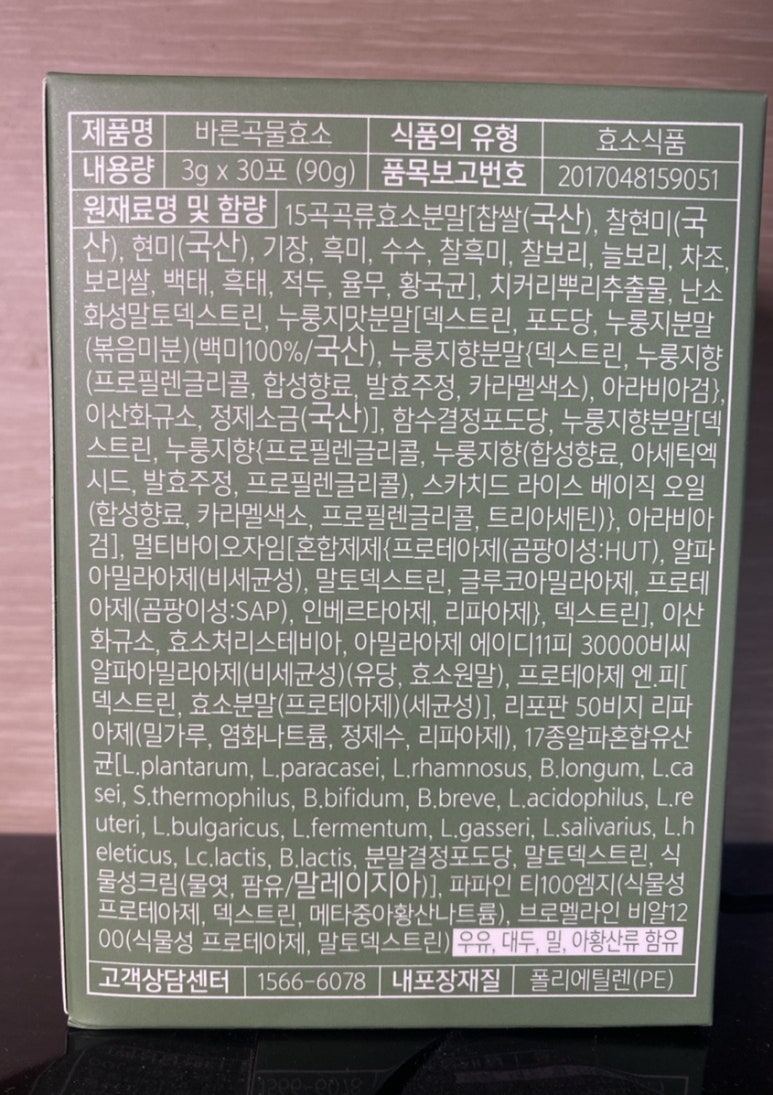 제품명 바른곡물효소 식품의 유형 효소식품
내용량 3g x 30포 (90g) 품목보고번호 2017048159051
원재료명 및 함량 15곡곡류효소분말[찹쌀(국산), 찰현미(국
산), 현미(국산), 기장, 흑미, 수수, 찰흑미, 찰보리, 늘보리, 차조,
보리쌀, 백태, 흑태, 적두, 율무, 황국균], 치커리뿌리추출물, 난소
화성말토덱스트린, 누룽지맛분말[덱스트린, 포도당, 누룽지분말
(볶음미분)(백미100%/국산), 누룽지향분말{덱스트린, 누룽지향
(프로필렌글리콜, 합성향료, 발효주정, 카라멜색소), 아라비아검},
이산화규소, 정제소금(국산)], 함수결정포도당, 누룽지향분말[덱
스트린, 누룽지향{프로필렌글리콜, 누룽지향(합성향료, 아세틱엑
시드, 발효주정, 프로필렌글리콜), 스카치드 라이스 베이직 오일
(합성향료, 카라멜색소, 프로필렌글리콜, 트리아세틴)}, 아라비아
검], 멀티바이오자임[혼합제제{프로테아제(곰팡이성:HUT), 알파
아밀라아제(비세균성), 말토덱스트린, 글루코아밀라아제, 프로테
아제(곰팡이성:SAP), 인베르타아제, 리파아제}, 덱스트린], 이산
화규소, 효소처리스테비아, 아밀라아제 에이디11피 30000비씨
알파아밀라아제(비세균성)(유당, 효소원말), 프로테아제 엔.피[
덱스트린, 효소분말(프로테아제)(세균성)], 리포판 50비지 리파
아제(밀가루, 염화나트륨, 정제수, 리파아제), 17종알파혼합유산
균[L.plantarum, L.paracasei, L.rhamnosus, B.longum, L.ca
sei, S.thermophilus, B.bifidum, B.breve, L.acidophilus, L.re
uteri, L.bulgaricus, L.fermentum, L.gasseri, L.salivarius, L.h
eleticus, Lc.lactis, B.lactis, 분말결정포도당, 말토덱스트린, 식
물성크림(물엿, 팜유/말레이지아)], 파파인 티100엠지(식물성
프로테아제, 덱스트린, 메타중아황산나트륨), 브로멜라인 비알12
00(식물성 프로테아제, 말토덱스트린) 우유, 대두, 밀, 아황산류 함유
고객상담센터 1566-6078 내포장재질 폴리에틸렌(PE)